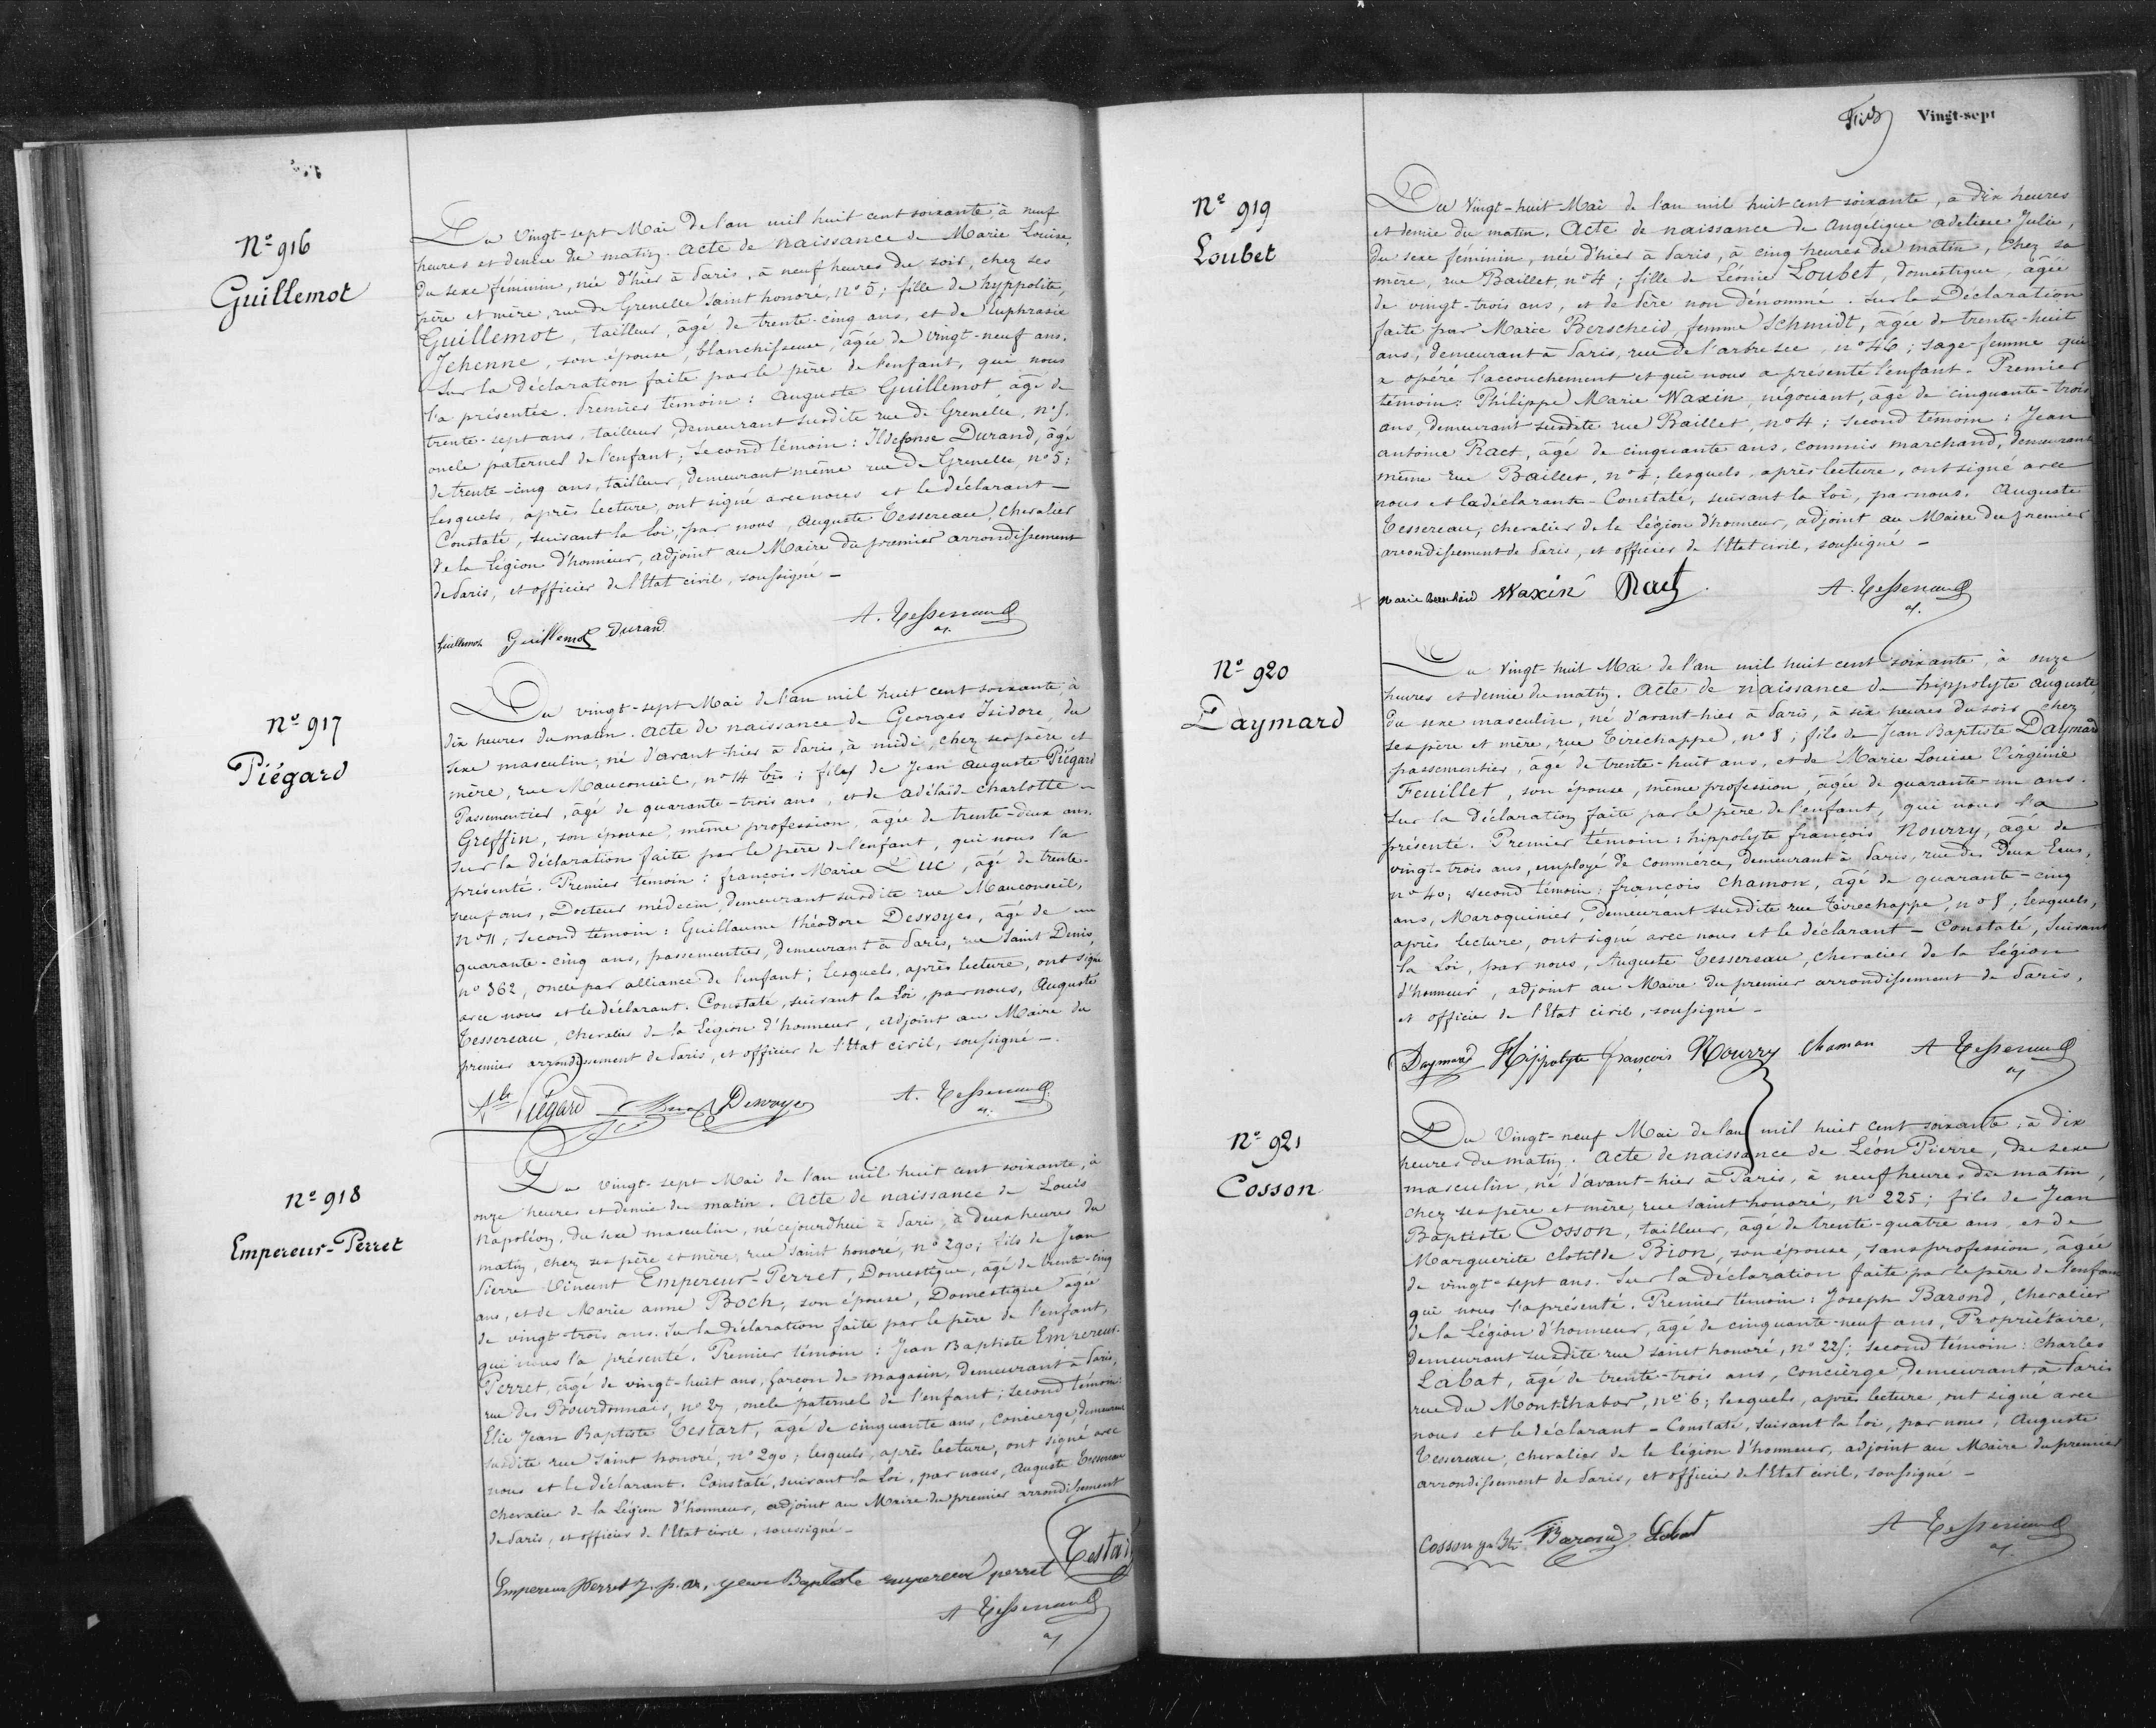 Nº 916
Guillemot
Du Vingt-sept Mai de l'an mil huit cent soixante, à neuf
heures et demie du matin. Acte de naissance de Marie Louise,
du sexe féminin, née d'hier à Paris, à neuf heures du soir, chez ses
père et mère, rue de Grenelle Saint honoré, nº 5; fille de hyppolite,
Guillemot, tailleur, âgé de trente-cinq ans, et de Euphrasie
Jehenne, son épouse, blanchisseuse, âgée de vingt-neuf ans.
Sur la déclaration faite par le père de l'enfant, qui nous
l'a présentée. Premier témoin: Auguste Guillemot, âgé de
trente-sept ans, tailleur, demeurant susdite rue de Grenelle, nº 5.
oncle paternel de l'enfant; second témoin: Ildefonse Durand, âgé
de trente-cinq ans, tailleur, demeurant même rue de Grenelle, nº 5;
Lesquels, après lecture, ont signé avec nous et le déclarant -
Constaté, suivant la loi, par nous, Auguste Tessereau, chevalier
de la Légion d'honneur, adjoint au Maire du premier arrondissement
de Paris, et officier de l'Etat civil, soussigné -
Guillemot Guillemot Durand A. Tessereau
Nº 917
Piégard
Du vingt-sept Mai de l'an mil huit cent soixante, à
dix heures du matin. Acte de naissance de Georges Isidore, du
sexe masculin, né d'avant hier à Paris, à midi, chez ses père et
mère, rue Mauconseil, nº 14 bis; fils de Jean Auguste Piégard
Passementier, âgé de quarante-trois ans, et de Adélaïde Charlotte
Greffin, son épouse, même profession, âgée de trente-deux ans.
Sur la déclaration faite par le père de l'enfant, qui nous l'a
présenté. Premier témoin: françois Marie Luc, âgé de trente-
neuf ans, Docteur médecin, demeurant susdite rue Mauconseil,
nº 11; second témoin: Guillaume théodore Desvoyes, âgé de
quarante-cinq ans, passementier, demeurant à Paris, rue Saint Denis,
nº 362, oncle par alliance de l'enfant; lesquels, après lecture, ont signé
avec nous et le déclarant. Constaté, suivant la Loi, par nous, Auguste
Tessereau, chevalier de la Légion d'honneur, adjoint au Maire du
premier arrondissement de Paris, et officier de l'Etat civil, soussigné -.
Piégard Desvoyes A. Tessereau
Nº 918
Empereur-Perret
Du vingt-sept Mai de l'an mil huit cent soixante, à
onze heures et demie du matin. Acte de naissance de Louis
Napoléon, du sexe masculin, né cejourd'hui à Paris, à deux heures du
matin, chez ses père et mère, rue Saint honoré, nº 290; fils de Jean
Pierre Vincent Empereur-Perret, Domestique, âgé de trente-cinq
ans, et de Marie anne Boch, son épouse, Domestique âgée
de vingt-trois ans. Sur la déclaration faite par le père de l'enfant,
qui nous l'a présenté. Premier témoin: Jean Baptiste Empereur-
Perret, âgé de vingt-huit ans, garçon de magasin, demeurant à Paris,
rue des Bourdonnais, nº 27, oncle paternel de l'enfant; second témoin:
Elie Jean Baptiste Testart, âgé de cinquante ans, concierge, demeurant
susdite rue Saint honoré, nº 290; lesquels, après lecture, ont signé avec
nous et le déclarant. Constaté, suivant la Loi, par nous, Auguste Tessereau
chevalier de la Légion d'honneur, adjoint au Maire du premier arrondissement
de Paris, et officier de l'Etat civil, soussigné -
Empereur Perret J. p. v. Jean Baptiste empereur perret Testart
A Tessereau
Vingt-sept
Nº 919
Loubet
Du Vingt-huit Mai de l'an mil huit cent soixante, à dix heures
et demie du matin. Acte de naissance de Angélique adeline Julie,
du sexe féminin, née d'hier à Paris, à cinq heures du matin, chez sa
mère, rue Baillet, nº 4; fille de Léonie Loubet, domestique, âgée
de vingt-trois ans, et de Père non dénommé. Sur la Déclaration
faite par Marie Berscheid, femme Schmidt, âgée de trente-huit
ans, demeurant à Paris, rue de l'arbre sec, nº 46; sage-femme qui
a opéré l'accouchement et qui nous a présenté l'enfant. Premier
témoin: Philippe Marie Waxin, négociant, âgé de cinquante-trois
ans, demeurant susdite rue Baillet, nº 4; second témoin: Jean
antoine Ract, âgé de cinquante ans, commis marchand, demeurant
même rue Baillet, nº 4; lesquels, après lecture, ont signé avec
nous et la déclarante - Constaté, suivant la Loi, par nous, Auguste
Tessereau, chevalier de la Légion d'honneur, adjoint au Maire du premier
arrondissement de Paris, et officier de l'Etat civil, soussigné -
Marie Berscheid Waxin Ract A. Tessereau
Nº 920
Daymard
Du Vingt-huit Mai de l'an mil huit cent soixante, à onze
heures et demie du matin. Acte de naissance de hippolyte auguste,
du sexe masculin, né d'avant-hier à Paris, à six heures du soir chez
ses père et mère, rue Tirechappe, nº 8; fils de Jean Baptiste Daymard
passementier, âgé de trente-huit ans, et de Marie Louise Virginie
Feuillet, son épouse, même profession, âgée de quarante-un ans.
Sur la déclaration faite par le père de l'enfant, qui nous l'a
présenté. Premier témoin: hippolyte françois Nourry, âgé de
vingt-trois ans, employé de commerce, demeurant à Paris, rue des Deux Ecus,
nº 40; second témoin: françois Chamon, âgé de quarante-cinq
ans, Maroquinier, demeurant susdite rue Tirechappe, nº 8; lesquels,
après lecture, ont signé avec nous et le déclarant - Constaté, suivant
la Loi, par nous, Auguste Tessereau, chevalier de la Légion
d'honneur, adjoint au Maire du premier arrondissement de Paris,
et officier de l'Etat civil, soussigné -
Daymard Hippolyte françois Nourry Chamon A Tessereau
Nº 921
Cosson
Du Vingt-neuf Mai de l'an mil huit cent soixante, à dix
heures du matin. Acte de naissance de Léon Pierre, du sexe
masculin, né d'avant-hier à Paris, à neuf heures du matin,
chez ses père et mère, rue Saint honoré, nº 225; fils de Jean
Baptiste Cosson, tailleur, âgé de trente-quatre ans, et de
Marguerite Clotilde Bion, son épouse, sans profession, âgée
de vingt-sept ans. Sur la déclaration faite par le père de l'enfant
qui nous l'a présenté. Premier témoin: Joseph Barond, chevalier
de la Légion d'honneur, âgé de cinquante-neuf ans, Propriétaire,
demeurant susdite rue saint honoré, nº 225; second témoin: Charles
Labat, âgé de trente-trois ans, concierge, demeurant à Paris
rue du Mont-Thabor, nº 6; lesquels, après lecture, ont signé avec
nous et le déclarant - Constaté, suivant la loi, par nous, Auguste
Tessereau, chevalier de la légion d'honneur, adjoint au Maire du premier
arrondissement de Paris, et officier de l'Etat civil, soussigné -
Cosson Barond Labat A Tessereau